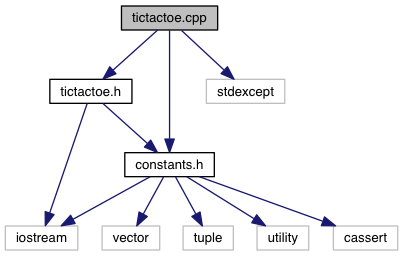 tictactoe.cpp
tictactoe.h
stdexcept
constants.h
iostream
vector
tuple
utility
cassert